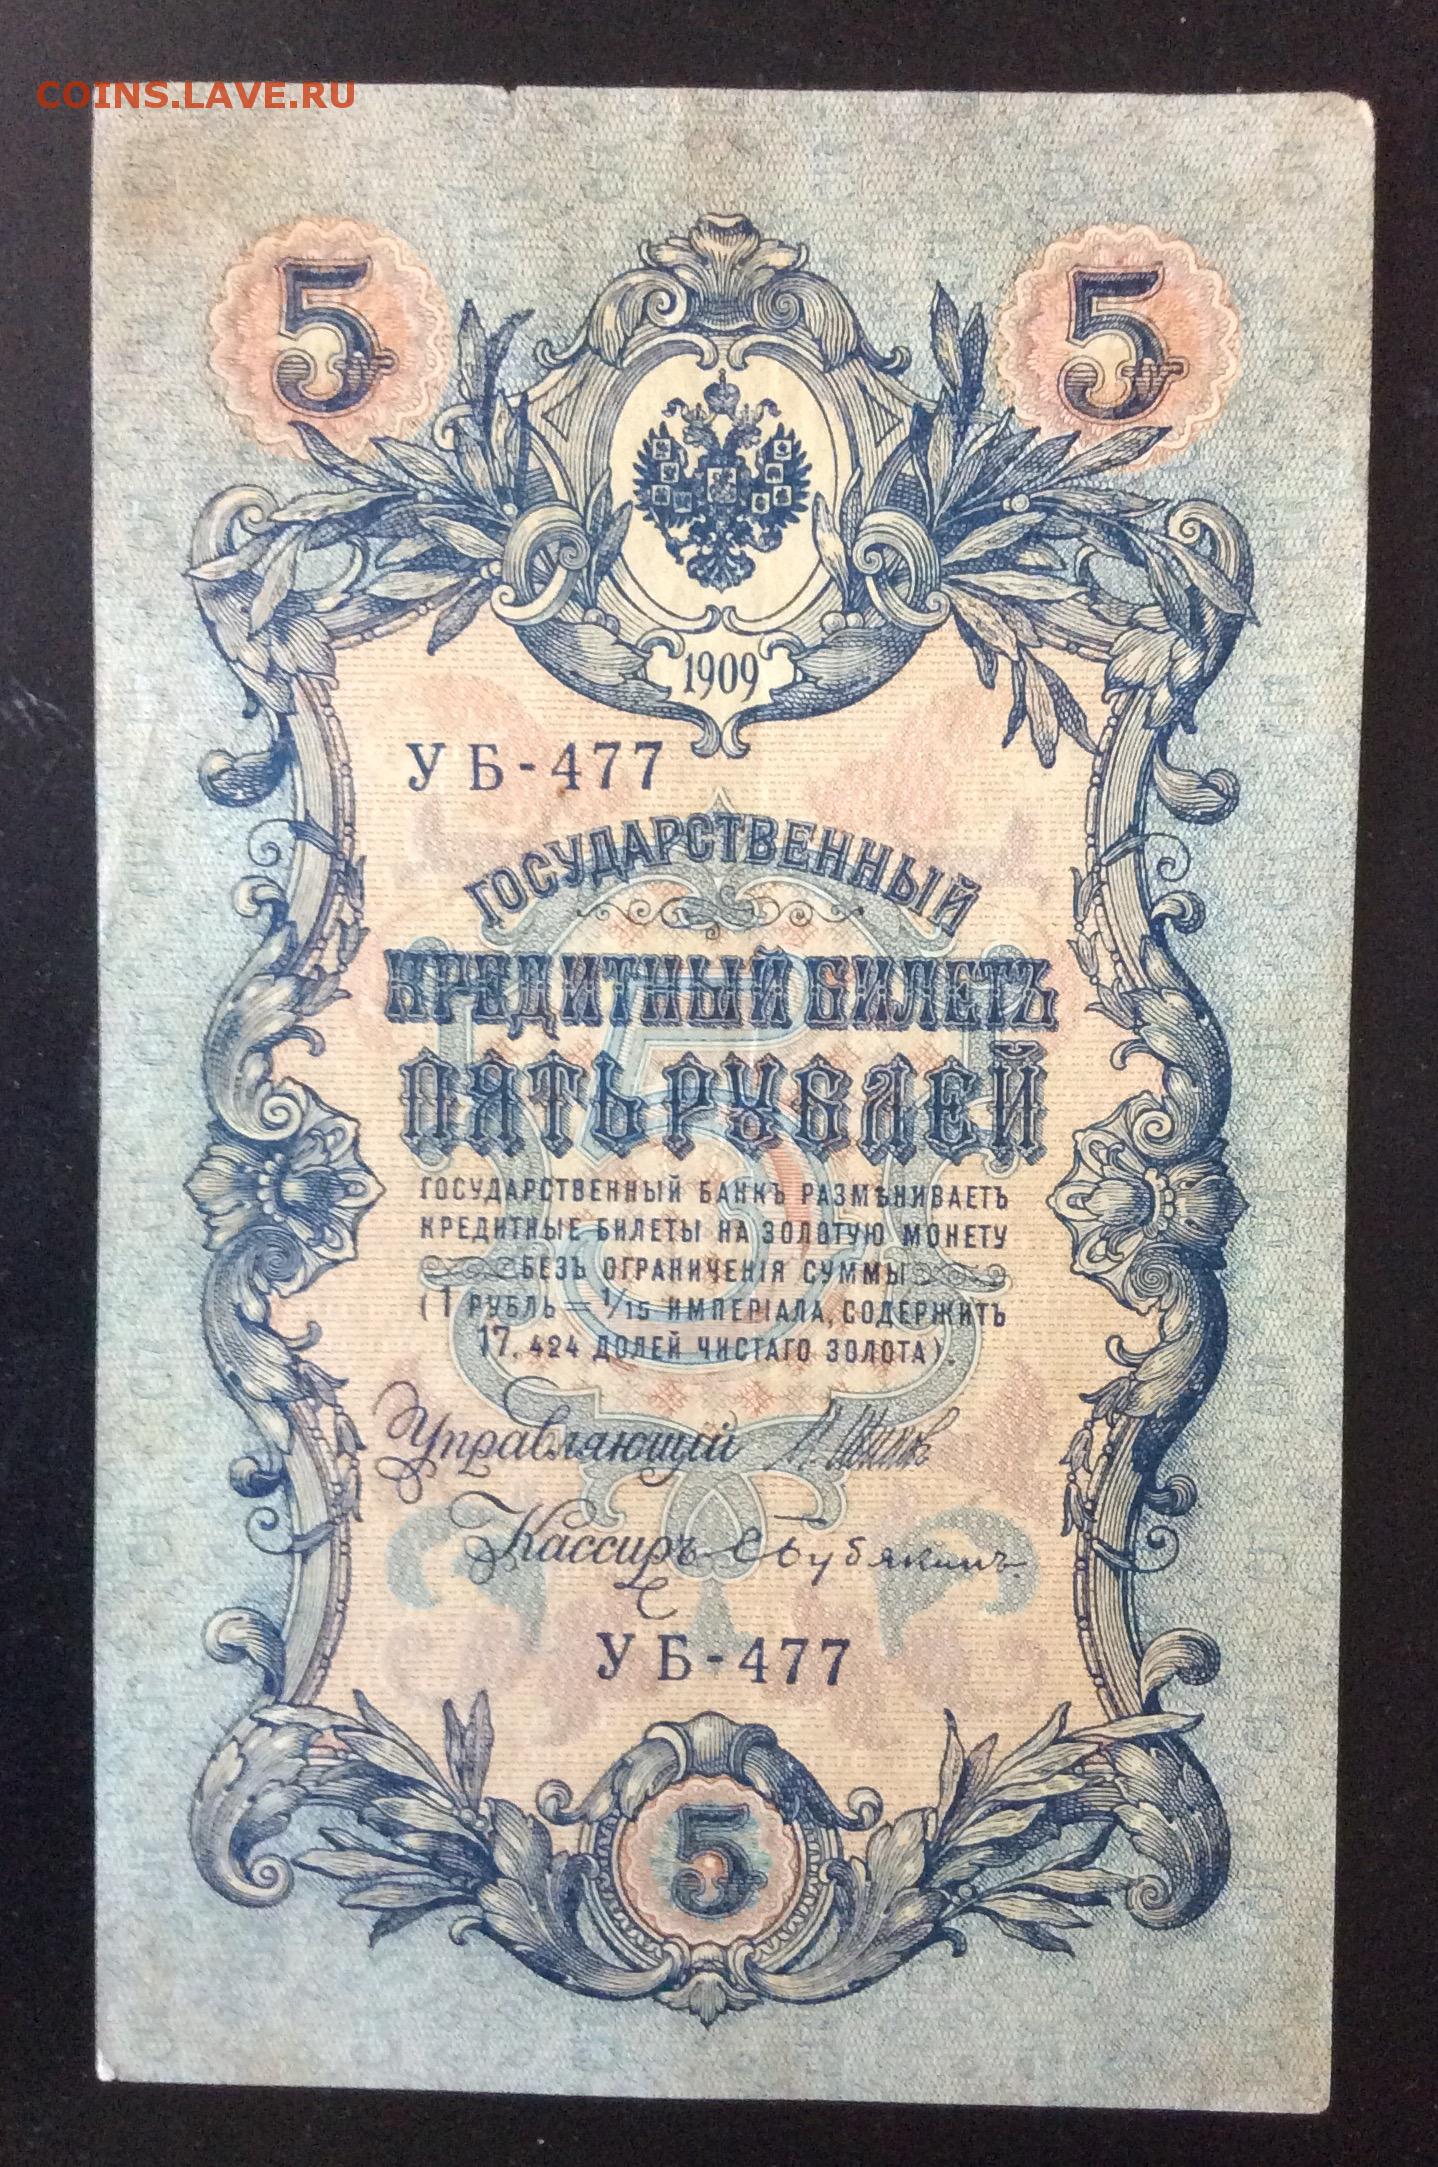 COINS.LAVE.RU
5 5
1909
УБ-477
ГОСУДАРСТВЕННЫЙ
КРЕДИТНЫЙ БИЛЕТЪ
ПЯТЬ РУБЛЕЙ
ГОСУДАРСТВЕННЫЙ БАНКЪ РАЗМѢНИВАЕТЪ
КРЕДИТНЫЕ БИЛЕТЫ НА ЗОЛОТУЮ МОНЕТУ
БЕЗЪ ОГРАНИЧЕНІЯ СУММЫ
(1 РУБЛЬ = 1/15 ИМПЕРІАЛА, СОДЕРЖИТЪ
17,424 ДОЛЕЙ ЧИСТАГО ЗОЛОТА).
Управляющій И. Шипов
Кассиръ С Бубякинъ.
УБ-477
5